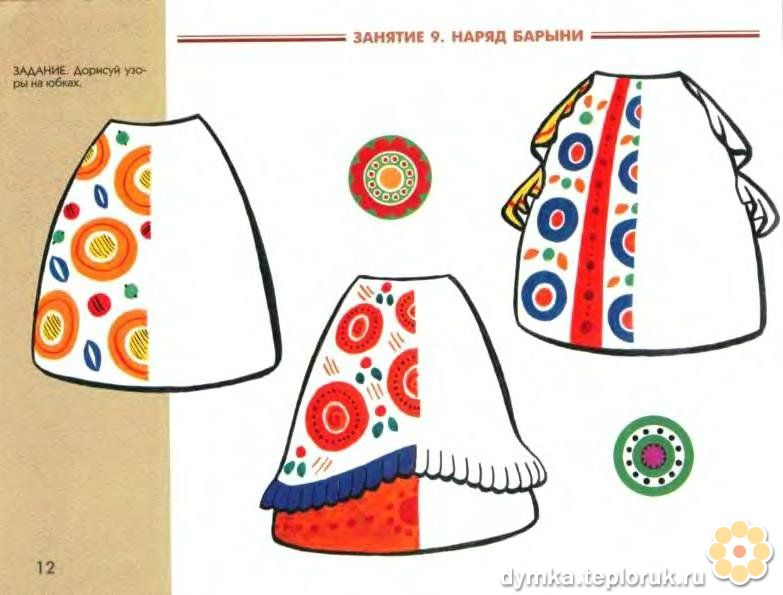 ЗАНЯТИЕ 9. НАРЯД БАРЫНИ
ЗАДАНИЕ. Дорисуй узо-
ры на юбках.
12
dymka.teploruk.ru